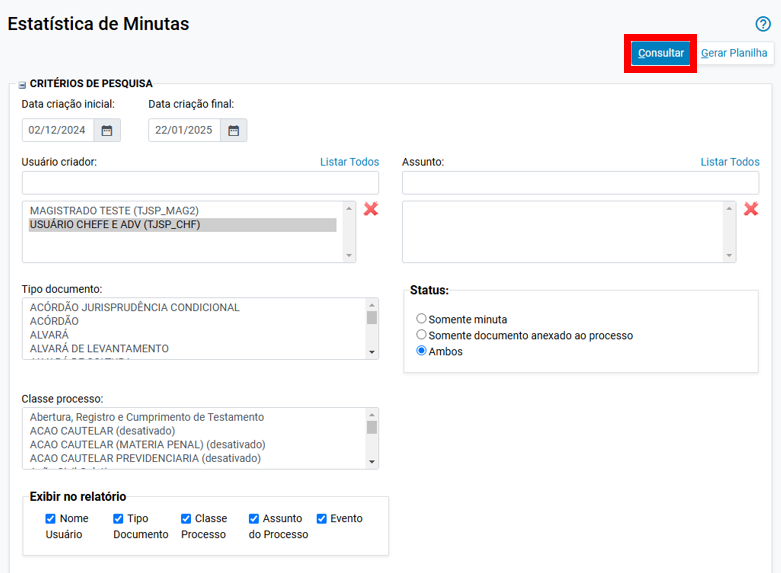 Estatística de Minutas
?
Consultar
Gerar Planilha
CRITÉRIOS DE PESQUISA
Data criação inicial:
Data criação final:
02/12/2024
22/01/2025
Usuário criador:
Listar Todos
Assunto:
Listar Todos
MAGISTRADO TESTE (TJSP_MAG2)
USUÁRIO CHEFE E ADV (TJSP_CHF)
Tipo documento:
ACÓRDÃO JURISPRUDÊNCIA CONDICIONAL
ACÓRDÃO
ALVARÁ
ALVARÁ DE LEVANTAMENTO
Status:
Somente minuta
Somente documento anexado ao processo
Ambos
Classe processo:
Abertura, Registro e Cumprimento de Testamento
ACAO CAUTELAR (desativado)
ACAO CAUTELAR (MATERIA PENAL) (desativado)
ACAO CAUTELAR PREVIDENCIARIA (desativado)
Exibir no relatório
Nome Usuário
Tipo Documento
Classe Processo
Assunto do Processo
Evento